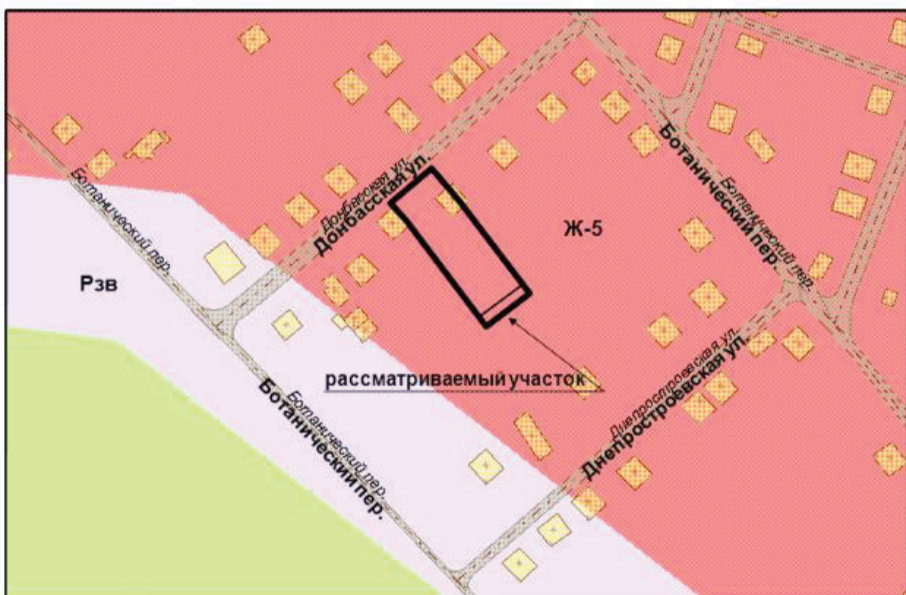 Донбасская ул.
Донбасская ул.
Ботанический пер.
Ботанический пер.
Ботанический пер.
Ж-5
Рзв
рассматриваемый участок
Днепростроевская ул.
Днепростроевская ул.
Ботанический пер.
Ботанический пер.